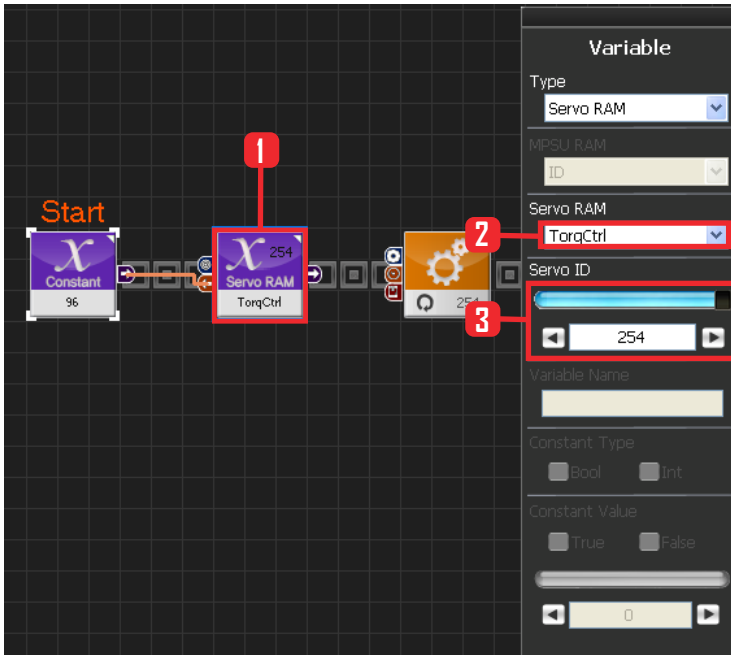 Variable
Type
Servo RAM
MPSU RAM
ID
Servo RAM
TorqCtrl
Servo ID
254
Variable Name
Constant Type
Bool Int
Constant Value
True False
0
1
2
3
Start
X
Constant
96
X 254
Servo RAM
TorqCtrl
254